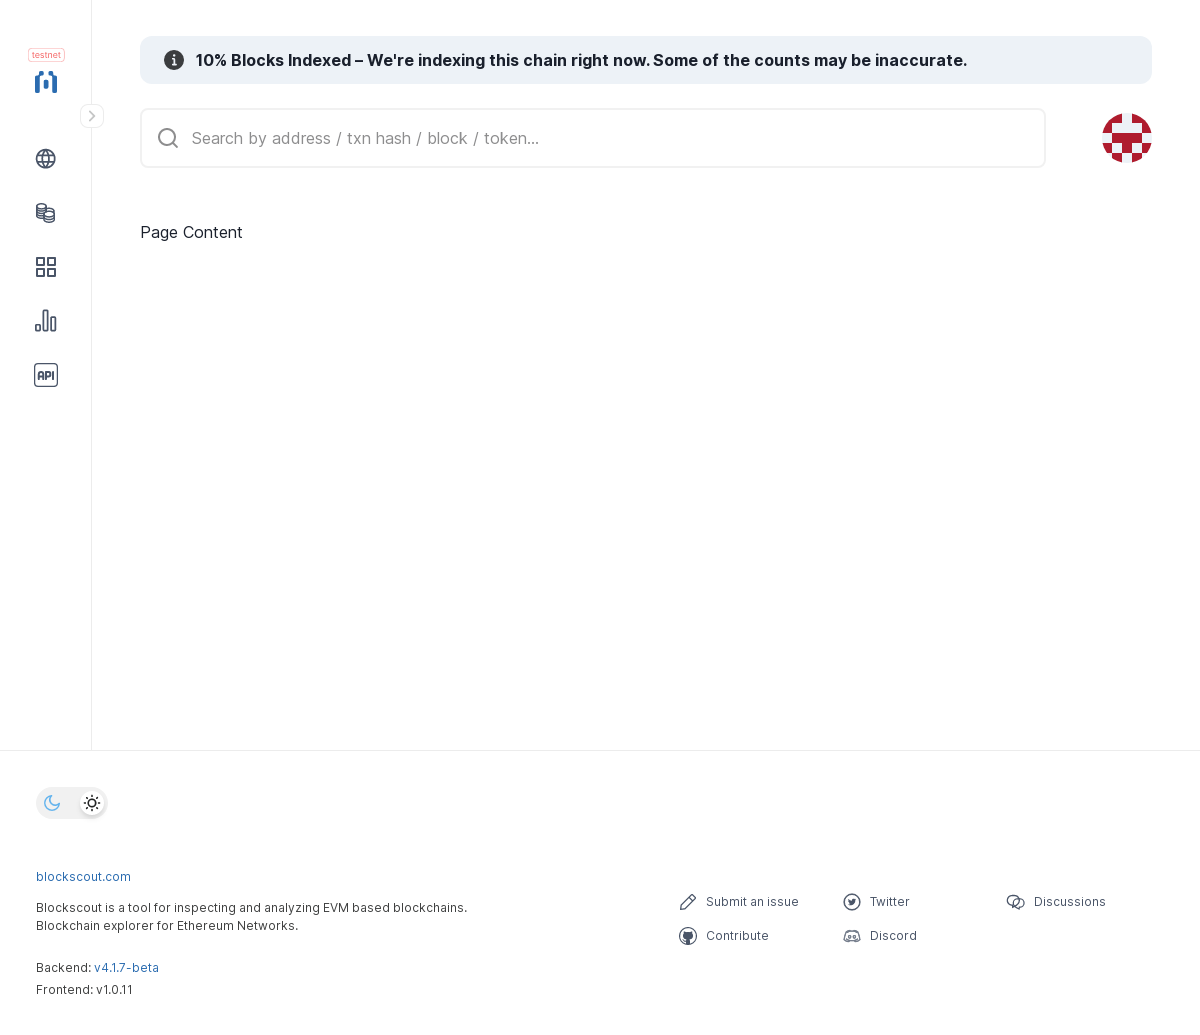 testnet
10% Blocks Indexed – We're indexing this chain right now. Some of the counts may be inaccurate.
Search by address / txn hash / block / token...
Page Content
API
blockscout.com
Blockscout is a tool for inspecting and analyzing EVM based blockchains.
Blockchain explorer for Ethereum Networks.
Backend: v4.1.7-beta
Frontend: v1.0.11
Submit an issue
Twitter
Discussions
Contribute
Discord